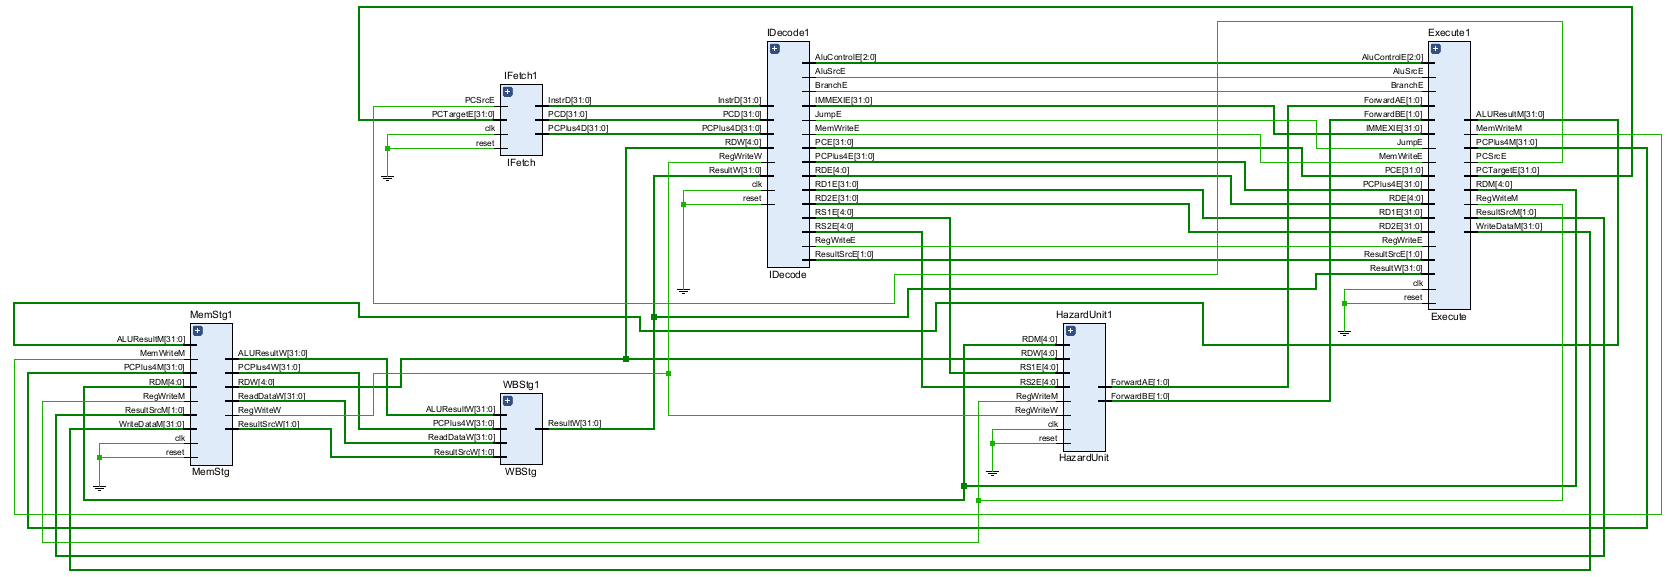 IFetch1
PCSrcE
PCTargetE[31:0]
clk
reset
InstrD[31:0]
PCD[31:0]
PCPlus4D[31:0]
IFetch
IDecode1
InstrD[31:0]
PCD[31:0]
PCPlus4D[31:0]
RDW[4:0]
RegWriteW
ResultW[31:0]
clk
reset
AluControlE[2:0]
AluSrcE
BranchE
IMMEXIE[31:0]
JumpE
MemWriteE
PCE[31:0]
PCPlus4E[31:0]
RDE[4:0]
RD1E[31:0]
RD2E[31:0]
RS1E[4:0]
RS2E[4:0]
RegWriteE
ResultSrcE[1:0]
IDecode
Execute1
AluControlE[2:0]
AluSrcE
BranchE
ForwardAE[1:0]
ForwardBE[1:0]
IMMEXIE[31:0]
JumpE
MemWriteE
PCE[31:0]
PCPlus4E[31:0]
RDE[4:0]
RD1E[31:0]
RD2E[31:0]
RegWriteE
ResultSrcE[1:0]
ResultW[31:0]
clk
reset
ALUResultM[31:0]
MemWriteM
PCPlus4M[31:0]
PCSrcE
PCTargetE[31:0]
RDM[4:0]
RegWriteM
ResultSrcM[1:0]
WriteDataM[31:0]
Execute
MemStg1
ALUResultM[31:0]
MemWriteM
PCPlus4M[31:0]
RDM[4:0]
RegWriteM
ResultSrcM[1:0]
WriteDataM[31:0]
clk
reset
ALUResultW[31:0]
PCPlus4W[31:0]
RDW[4:0]
ReadDataW[31:0]
RegWriteW
ResultSrcW[1:0]
MemStg
WBStg1
ALUResultW[31:0]
PCPlus4W[31:0]
ReadDataW[31:0]
ResultSrcW[1:0]
ResultW[31:0]
WBStg
HazardUnit1
RDM[4:0]
RDW[4:0]
RS1E[4:0]
RS2E[4:0]
RegWriteM
RegWriteW
clk
reset
ForwardAE[1:0]
ForwardBE[1:0]
HazardUnit